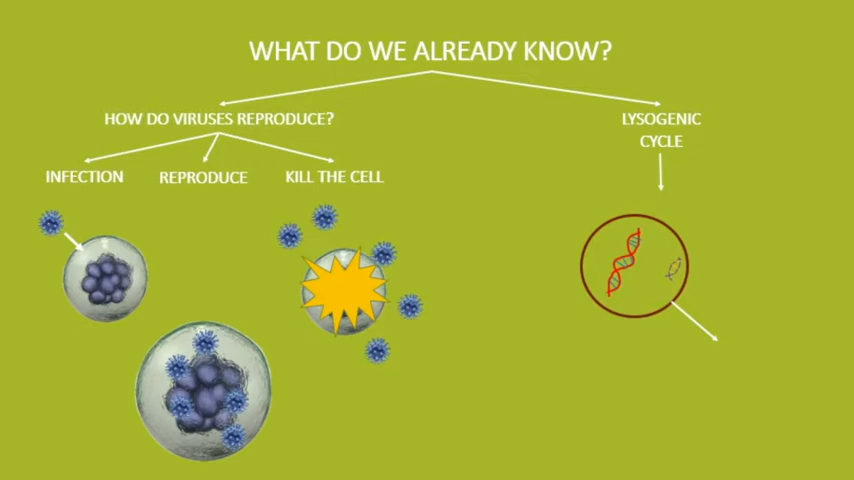 WHAT DO WE ALREADY KNOW?
HOW DO VIRUSES REPRODUCE?
LYSOGENIC
CYCLE
INFECTION
REPRODUCE
KILL THE CELL